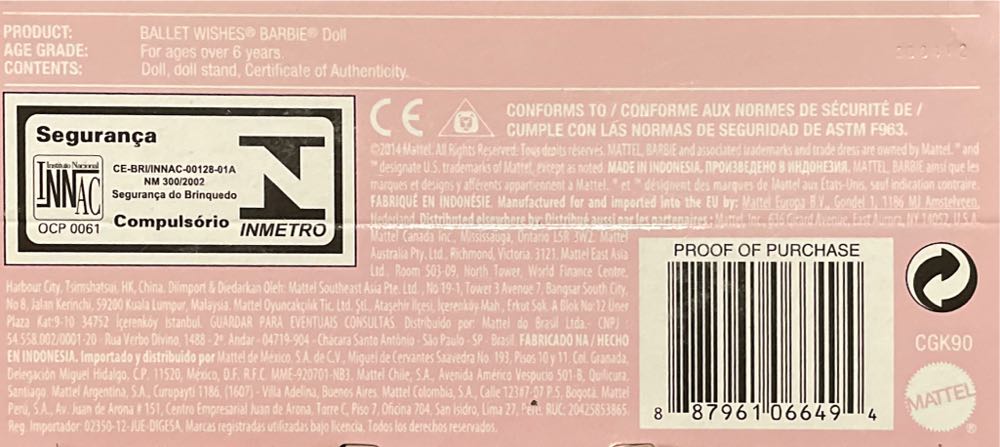 PRODUCT: BALLET WISHES® BARBIE® Doll
AGE GRADE: For ages over 6 years.
CONTENTS: Doll, doll stand, Certificate of Authenticity.
Segurança
Instituto Nacional
INNAC
OCP 0061
CE-BRI/INNAC-00128-01A
NM 300/2002
Segurança do Brinquedo
Compulsório
INMETRO
CE
CONFORMS TO / CONFORME AUX NORMES DE SÉCURITÉ DE /
CUMPLE CON LÁS NORMAS DE SEGURIDAD DE ASTM F963.
©2014 Mattel. All Rights Reserved. Tous droits réservés. MATTEL, BARBIE and associated trademarks and trade dress are owned by Mattel. ® and
™ designate U.S. trademarks of Mattel, except as noted. MADE IN INDONESIA. ПРОИЗВЕДЕНО В ИНДОНЕЗИИ. MATTEL, BARBIE ainsi que les
marques et designs y afférents appartiennent à Mattel. ® et ™ désignent des marques de Mattel aux États-Unis, sauf indication contraire.
FABRIQUÉ EN INDONÉSIE. Manufactured for and imported into the EU by: Mattel Europa B.V., Gondel 1, 1186 MJ Amstelveen,
Nederland. Distributed elsewhere by: Distribué aussi par les partenaires : Mattel, Inc., 636 Girard Avenue, East Aurora, NY 14052, U.S.A.
Mattel Canada Inc., Mississauga, Ontario L5R 3W2. Mattel
Australia Pty. Ltd., Richmond, Victoria. 3121. Mattel East Asia
Ltd., Room 503-09, North Tower, World Finance Centre,
Harbour City, Tsimshatsui, HK, China. Diimport & Diedarkan Oleh: Mattel Southeast Asia Pte. Ltd., No 19-1, Tower 3 Avenue 7, Bangsar South City,
No 8, Jalan Kerinchi, 59200 Kuala Lumpur, Malaysia. Mattel Oyuncakçılık Tic. Ltd. Şti., Ataşehir İlçesi, İçerenköy Mah., Erkut Sok. A Blok No 12 Üner
Plaza Kat:9-10 34752 İçerenköy İstanbul. GUARDAR PARA EVENTUAIS CONSULTAS. Distribuído por: Mattel do Brasil Ltda.- CNPJ :
54.558.002/0001-20 - Rua Verbo Divino, 1488 - 2º Andar - 04719-904 - Chácara Santo Antônio - São Paulo - SP - Brasil. FABRICADO NA / HECHO
EN INDONESIA. Importado y distribuido por Mattel de México, S.A. de C.V., Miguel de Cervantes Saavedra No. 193, Pisos 10 y 11, Col. Granada,
Delegación Miguel Hidalgo, C.P. 11520, México, D.F. R.F.C. MME-920701-NB3. Mattel Chile, S.A., Avenida Américo Vespucio 501-B, Quilicura,
Santiago. Mattel Argentina, S.A., Curupaytí 1186, (1607) - Villa Adelina, Buenos Aires. Mattel Colombia, S.A., Calle 123#7-07 P.5, Bogotá. Mattel
Perú, S.A., Av. Juan de Arona # 151, Centro Empresarial Juan de Arona, Torre C, Piso 7, Oficina 704, San Isidro, Lima 27, Perú. RUC: 20425853865.
Reg. Importador: 02350-12-JUE-DIGESA. Marcas registradas utilizadas bajo licencia. Todos los derechos reservados.
PROOF OF PURCHASE
8 87961 06649 4
CGK90
MATTEL®